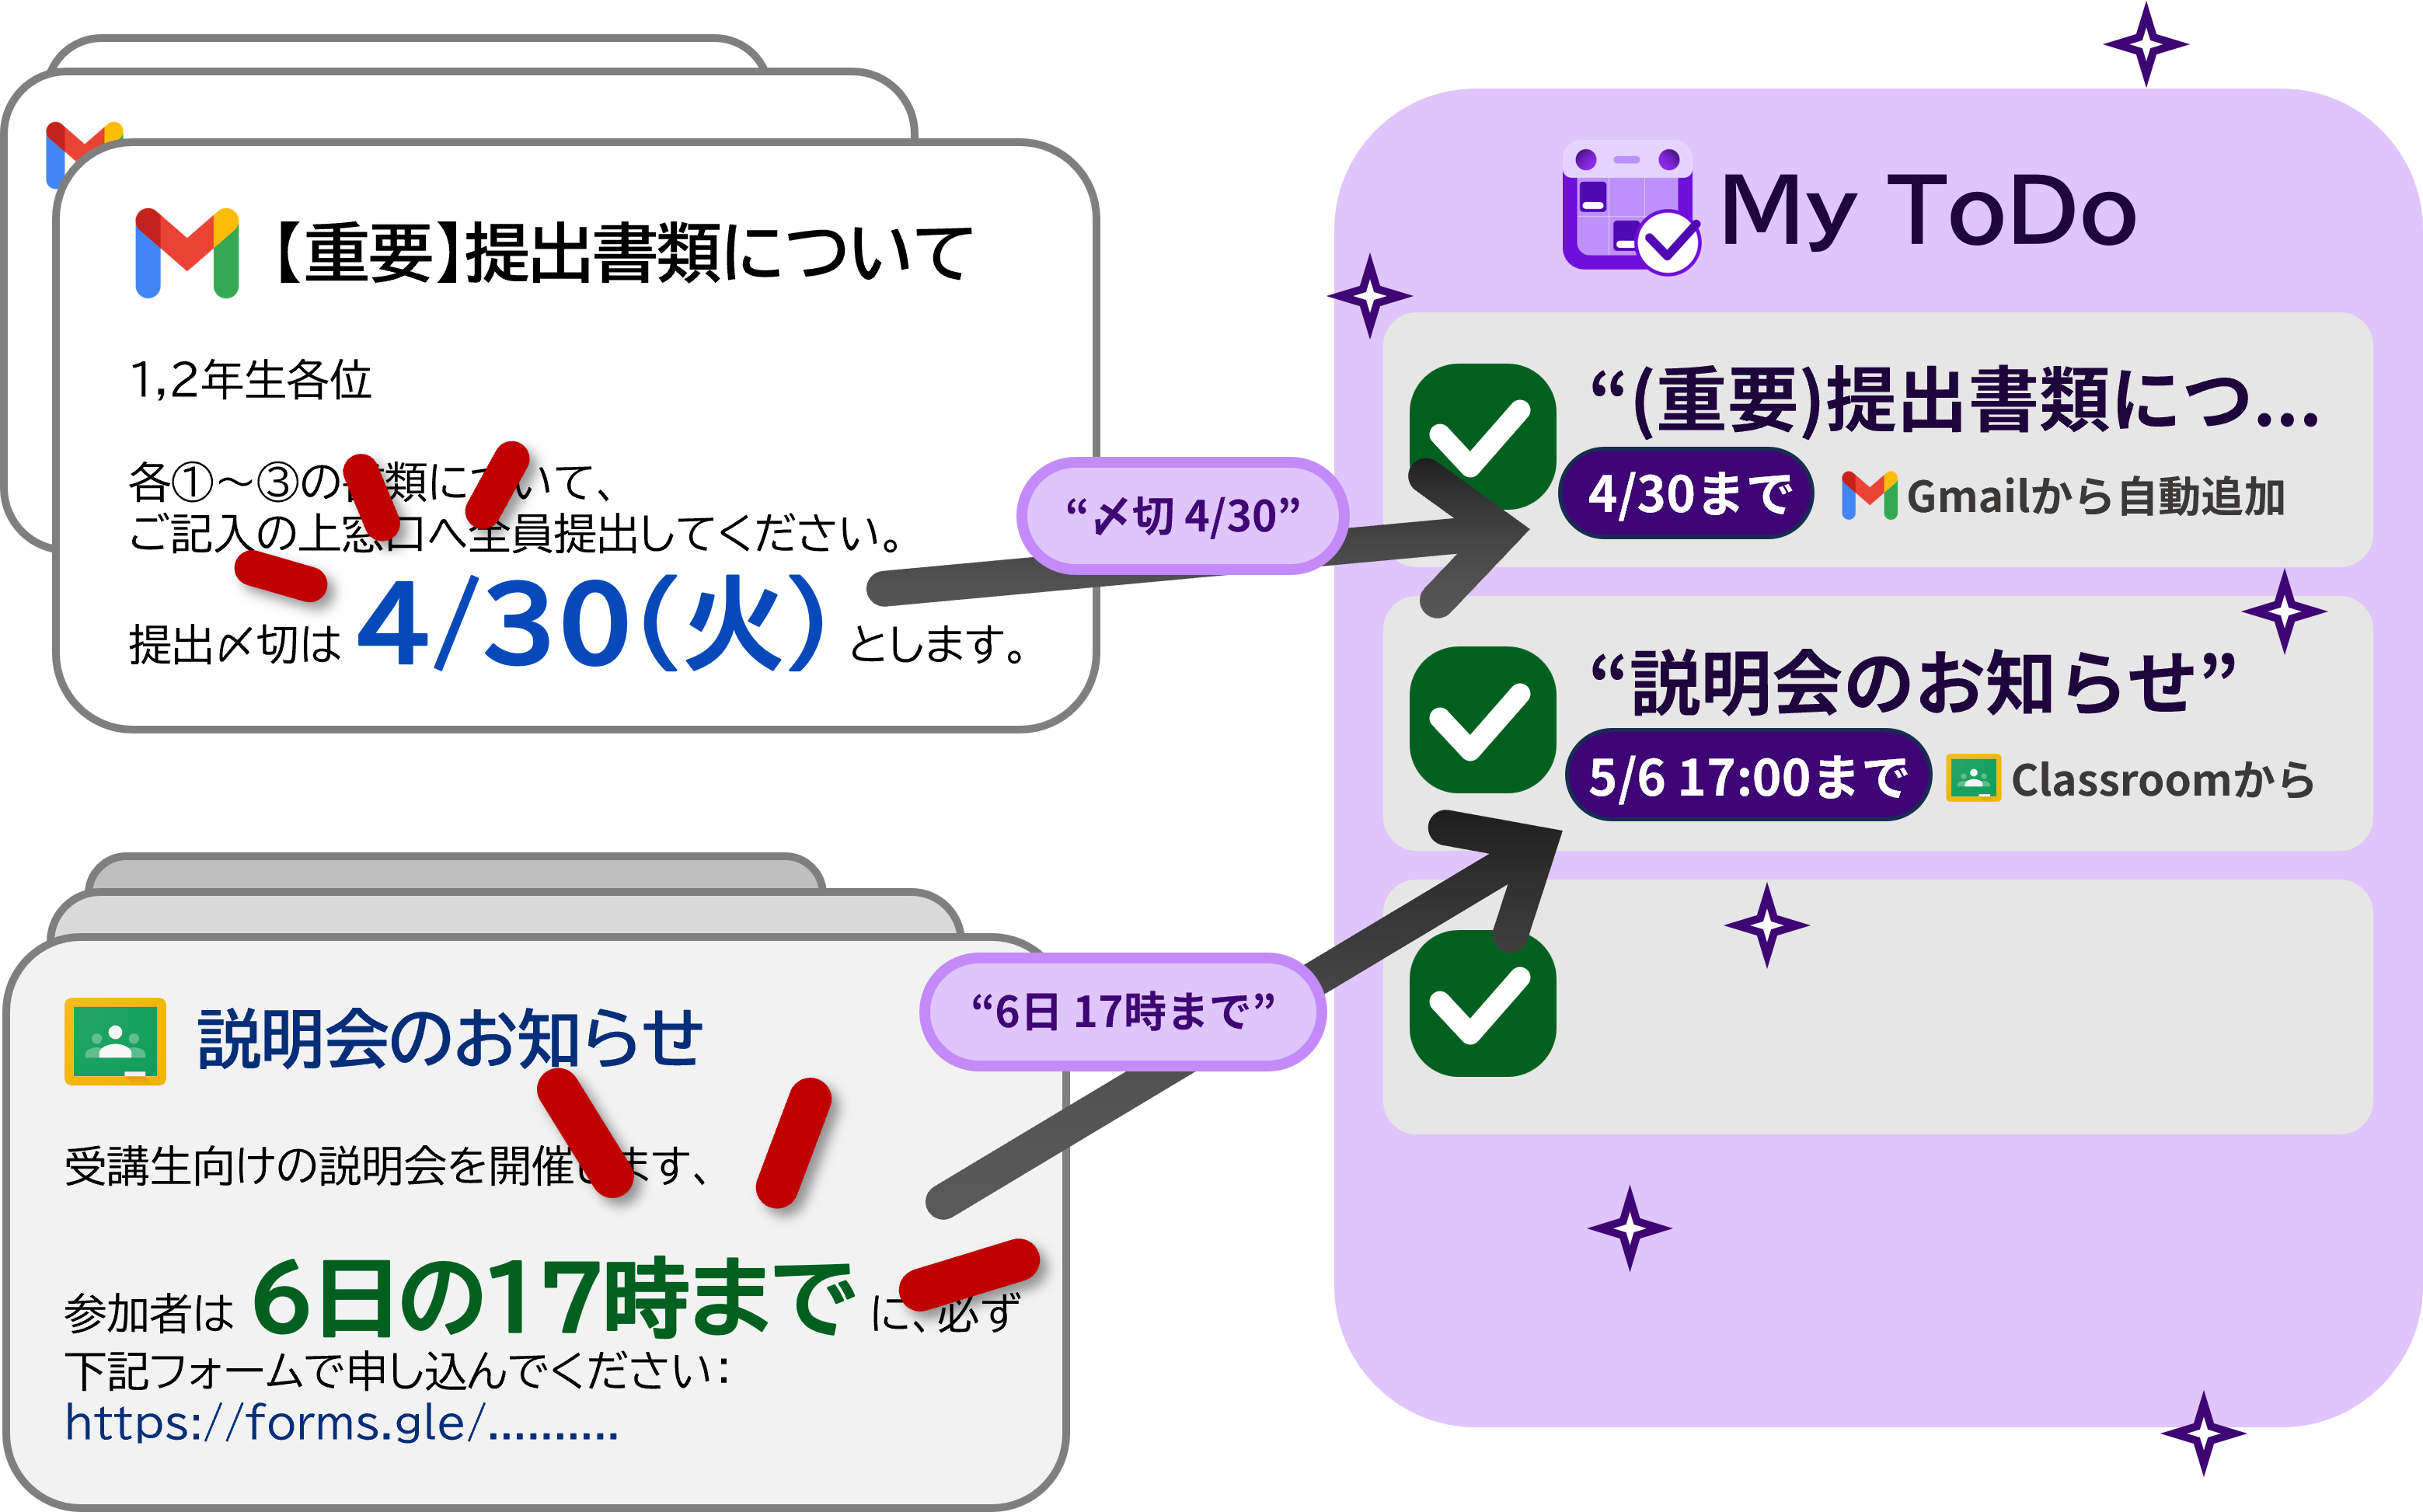 【重要】提出書類について
1,2年生各位
各①～③の書類について、
ご記入の上窓口へ全員提出してください。
提出〆切は 4/30(火) とします。
“〆切 4/30”
説明会のお知らせ
受講生向けの説明会を開催します、
参加者は 6日の17時まで に、必ず
下記フォームで申し込んでください：
https://forms.gle/..........
“6日 17時まで”
My ToDo
“(重要)提出書類につ...
4/30まで Gmailから自動追加
“説明会のお知らせ”
5/6 17:00まで Classroomから